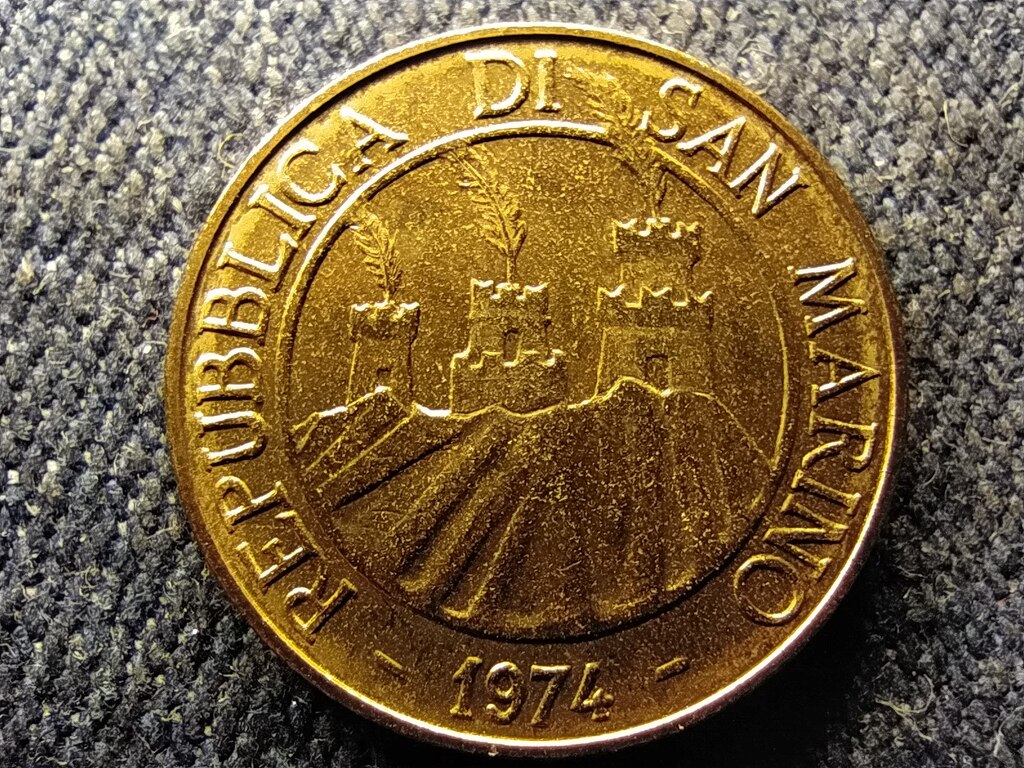 REPUBBLICA DI SAN MARINO
- 1974 -